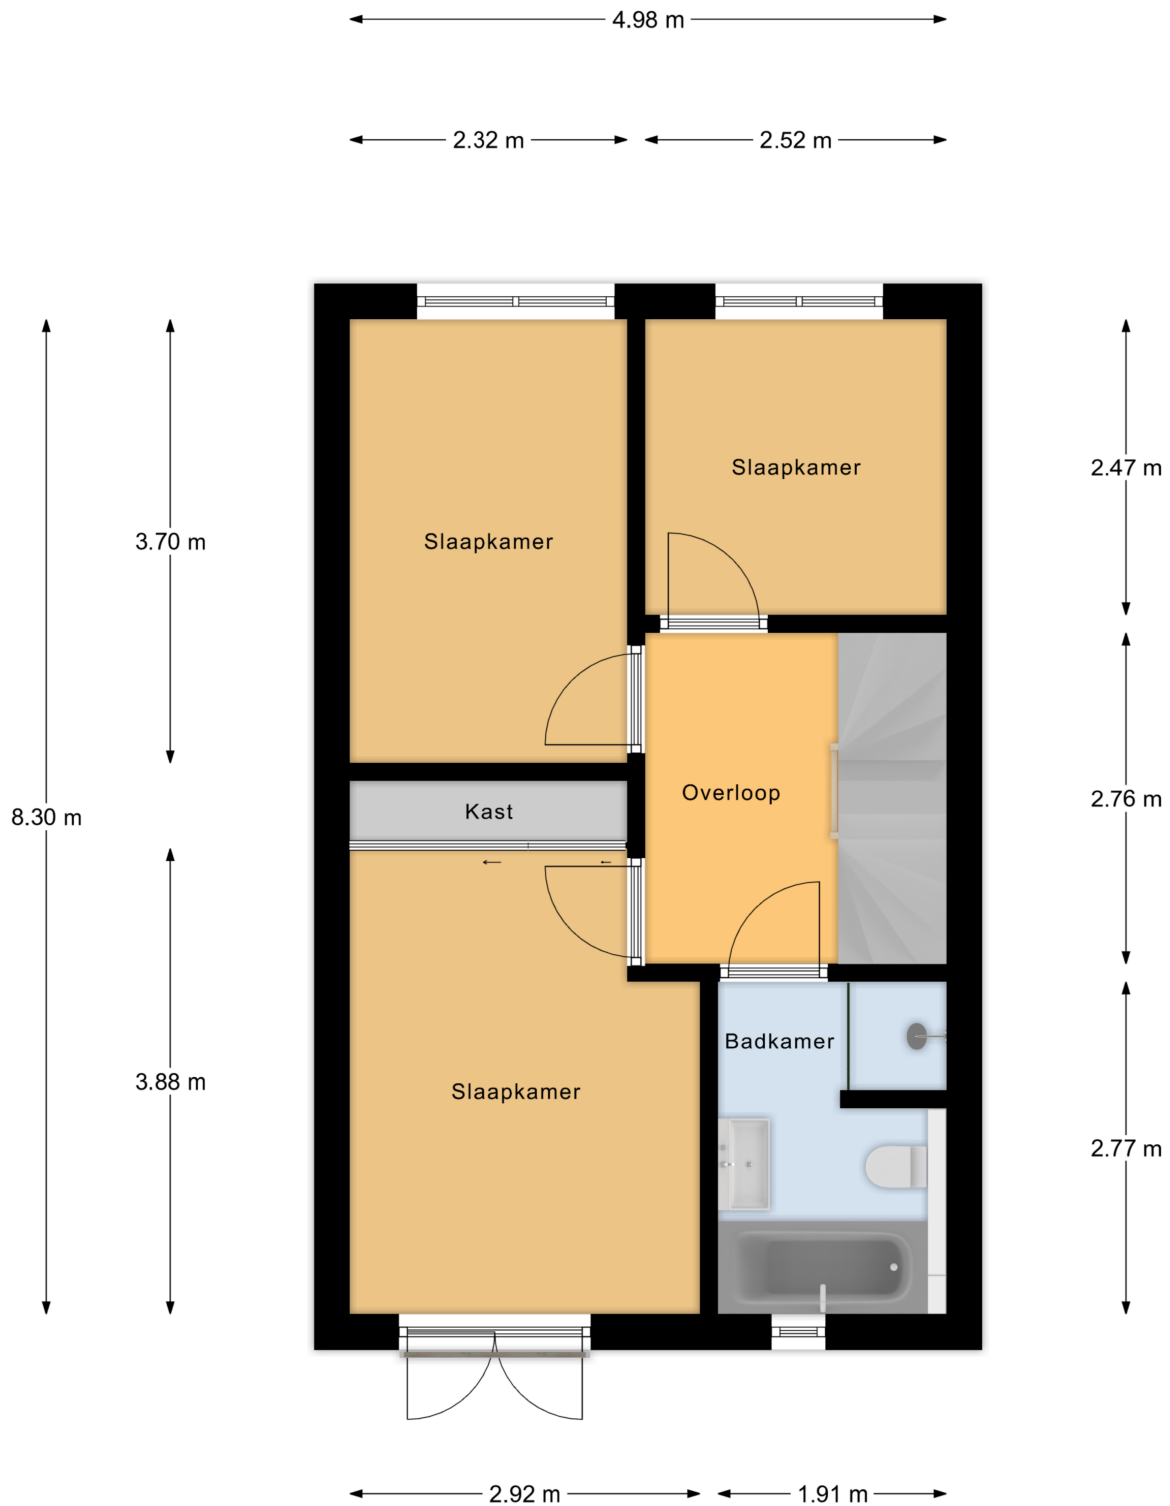 4.98 m
2.32 m
2.52 m
Slaapkamer
2.47 m
Slaapkamer
3.70 m
Overloop
2.76 m
Kast
8.30 m
Badkamer
3.88 m
Slaapkamer
2.77 m
2.92 m
1.91 m